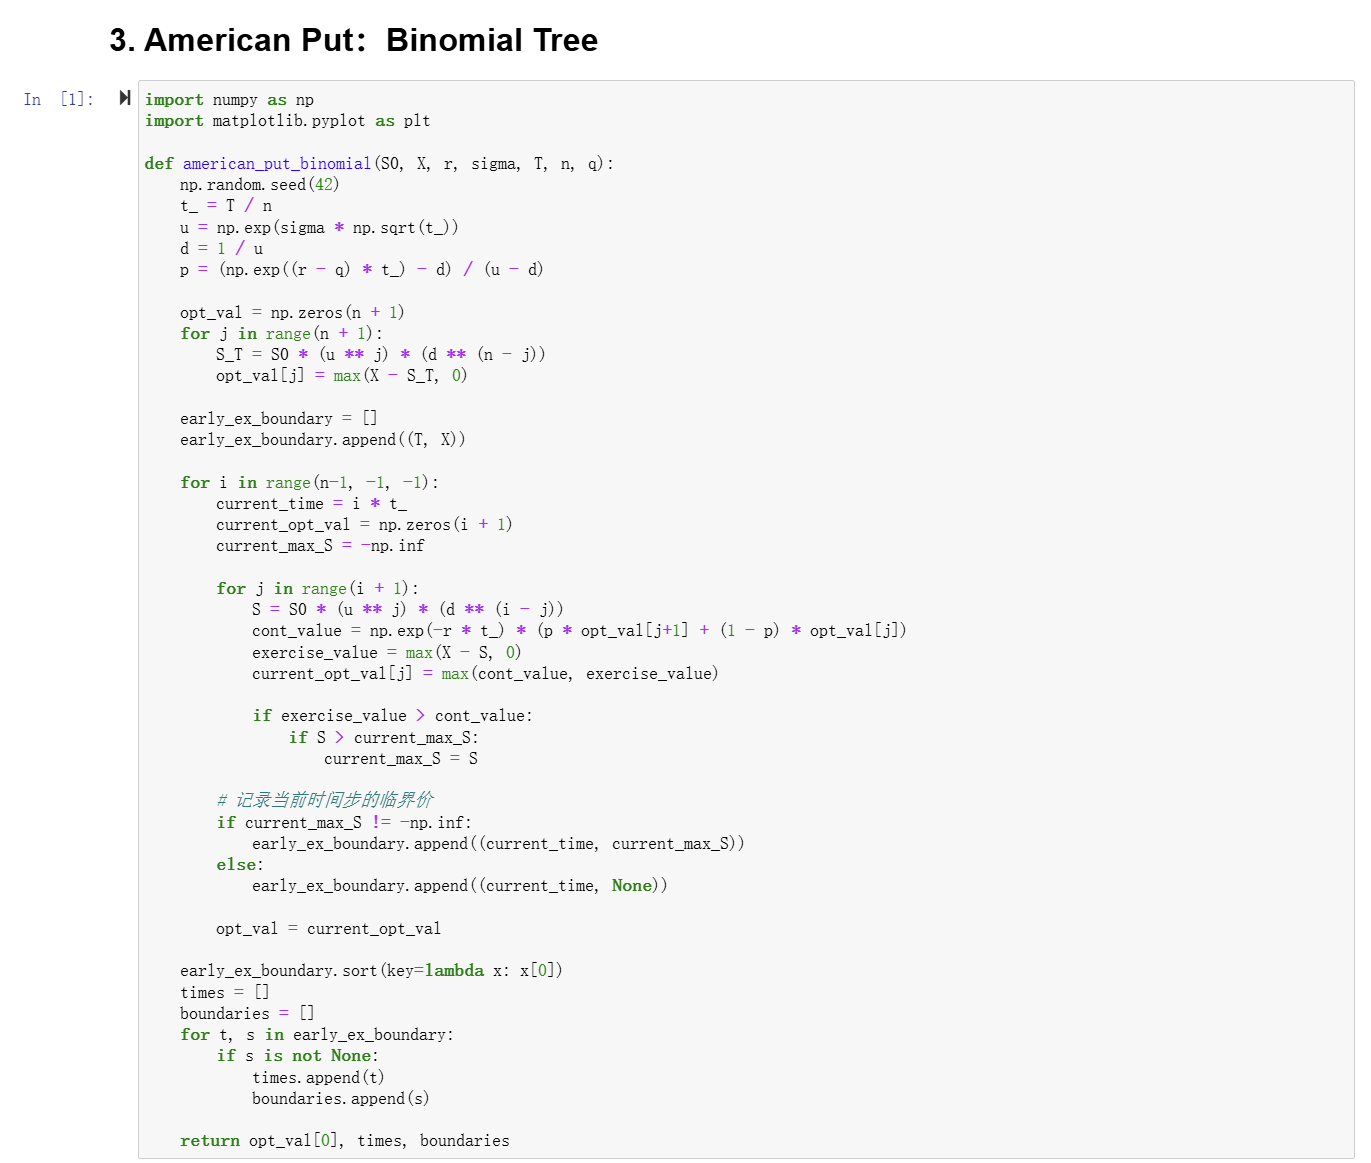 3. American Put：Binomial Tree
In [1]:
import numpy as np
import matplotlib.pyplot as plt
def american_put_binomial(S0, X, r, sigma, T, n, q):
    np.random.seed(42)
    t_ = T / n
    u = np.exp(sigma * np.sqrt(t_))
    d = 1 / u
    p = (np.exp((r - q) * t_) - d) / (u - d)
    opt_val = np.zeros(n + 1)
    for j in range(n + 1):
        S_T = S0 * (u ** j) * (d ** (n - j))
        opt_val[j] = max(X - S_T, 0)
    early_ex_boundary = []
    early_ex_boundary.append((T, X))
    for i in range(n-1, -1, -1):
        current_time = i * t_
        current_opt_val = np.zeros(i + 1)
        current_max_S = -np.inf
        for j in range(i + 1):
            S = S0 * (u ** j) * (d ** (i - j))
            cont_value = np.exp(-r * t_) * (p * opt_val[j+1] + (1 - p) * opt_val[j])
            exercise_value = max(X - S, 0)
            current_opt_val[j] = max(cont_value, exercise_value)
            if exercise_value > cont_value:
                if S > current_max_S:
                    current_max_S = S
        # 记录当前时间步的临界价
        if current_max_S != -np.inf:
            early_ex_boundary.append((current_time, current_max_S))
        else:
            early_ex_boundary.append((current_time, None))
        opt_val = current_opt_val
    early_ex_boundary.sort(key=lambda x: x[0])
    times = []
    boundaries = []
    for t, s in early_ex_boundary:
        if s is not None:
            times.append(t)
            boundaries.append(s)
    return opt_val[0], times, boundaries